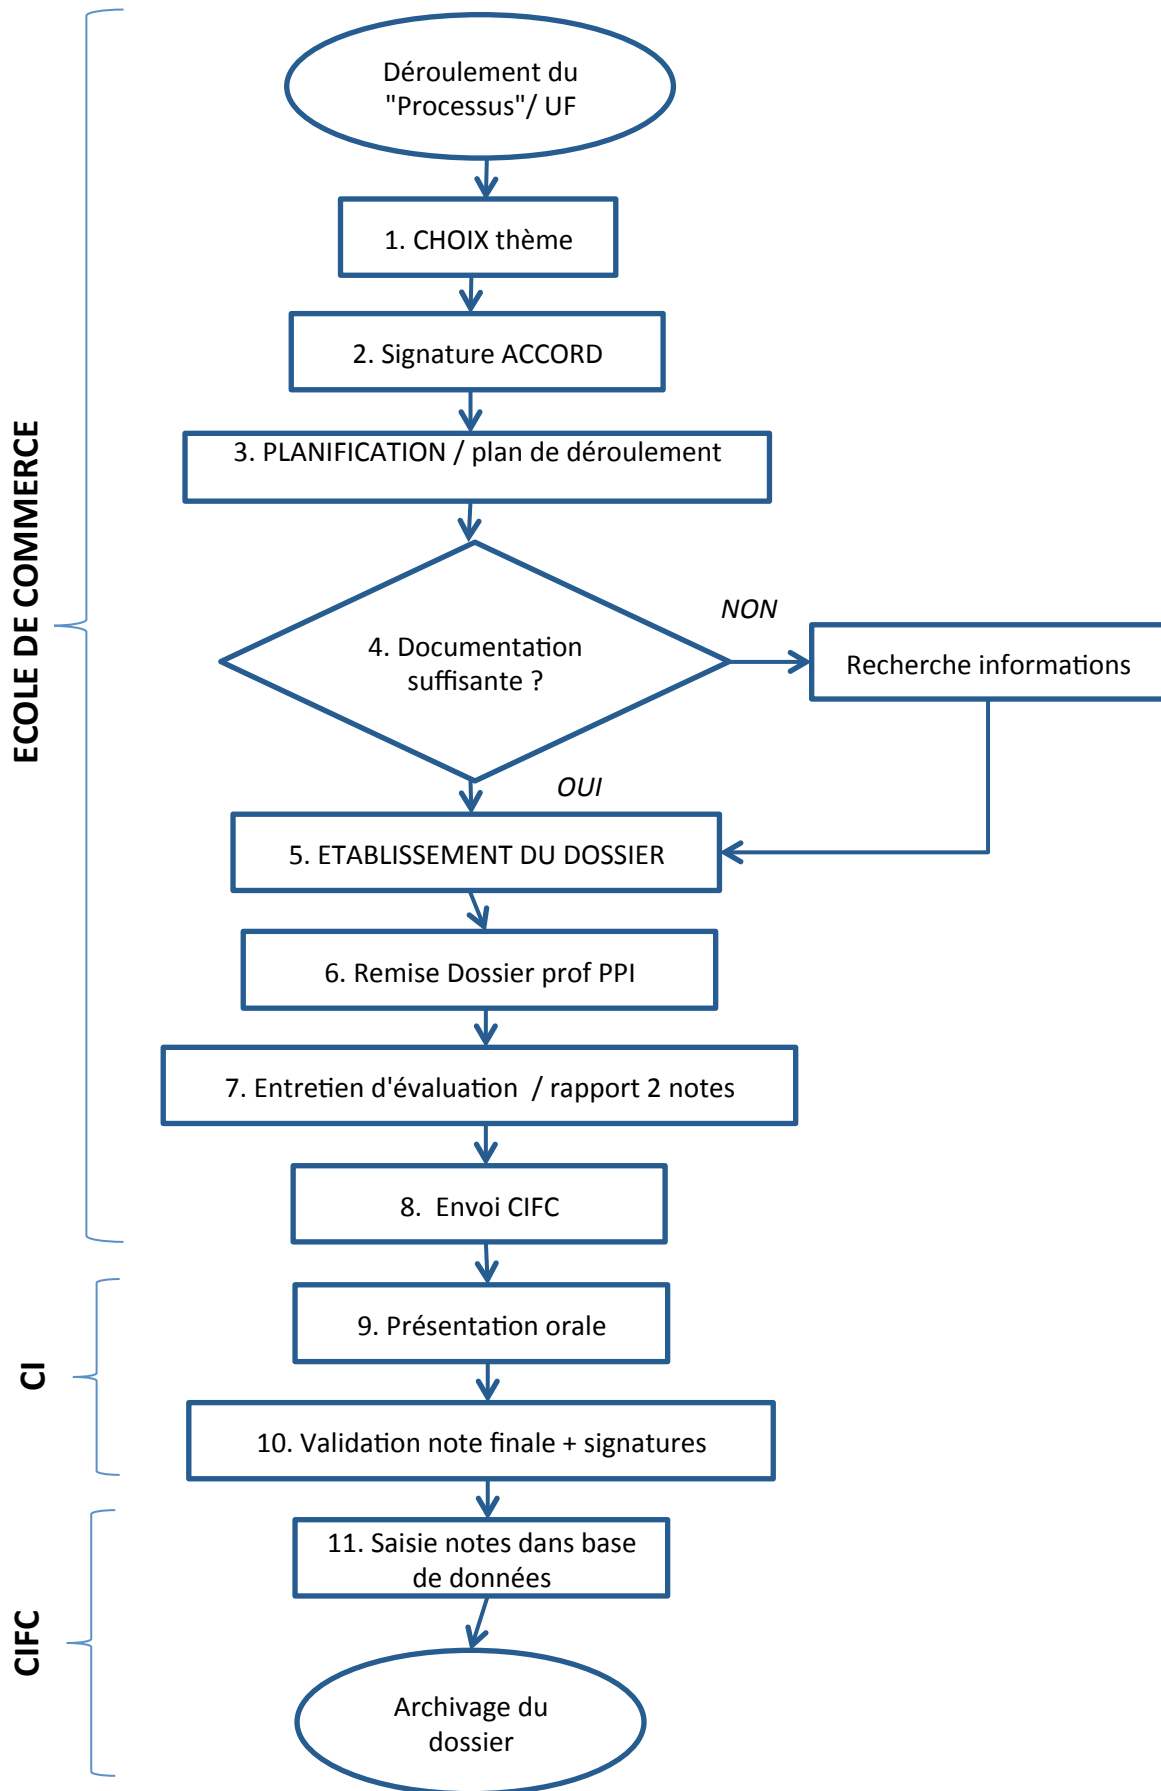 Déroulement du
"Processus"/ UF
1. CHOIX thème
2. Signature ACCORD
3. PLANIFICATION / plan de déroulement
ECOLE DE COMMERCE
NON
4. Documentation
suffisante ?
Recherche informations
OUI
5. ETABLISSEMENT DU DOSSIER
6. Remise Dossier prof PPI
7. Entretien d'évaluation / rapport 2 notes
8. Envoi CIFC
9. Présentation orale
CI
10. Validation note finale + signatures
11. Saisie notes dans base
de données
CIFC
Archivage du
dossier